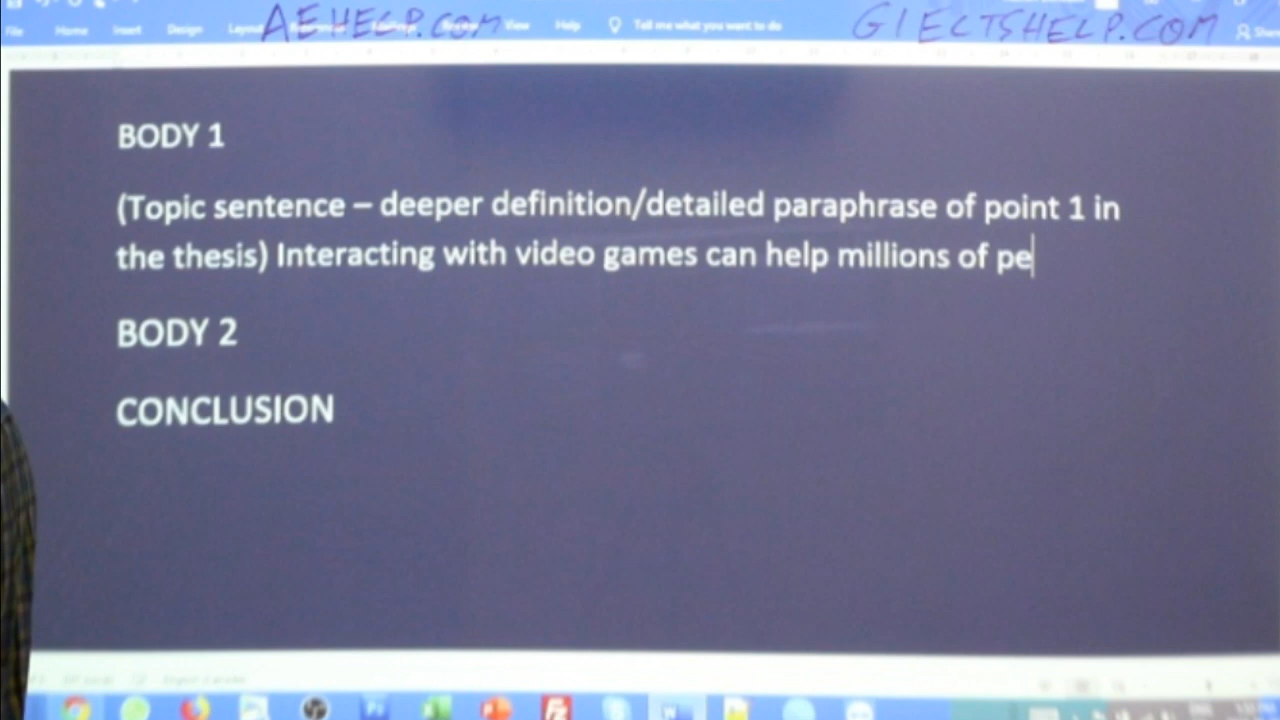 AEHELP.COM
GIELTSHELP.COM
File Home Insert Design Layout View Help Tell me what you want to do Share
BODY 1
(Topic sentence – deeper definition/detailed paraphrase of point 1 in
the thesis) Interacting with video games can help millions of pe
BODY 2
CONCLUSION